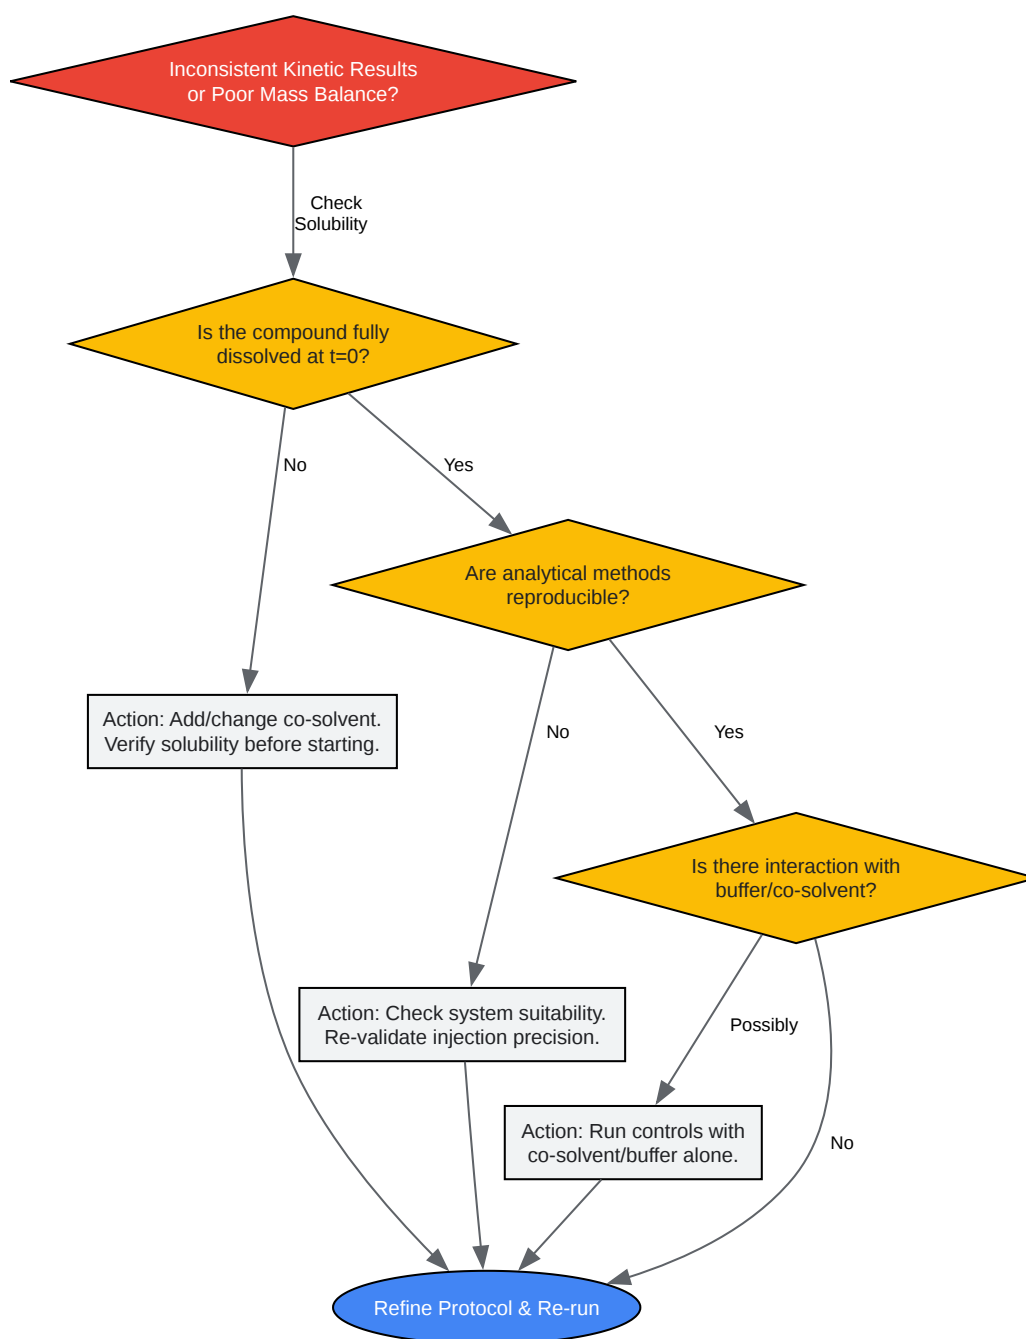 Inconsistent Kinetic Results
or Poor Mass Balance?
Check
Solubility
Is the compound fully
dissolved at t=0?
No
Yes
Are analytical methods
reproducible?
Action: Add/change co-solvent.
Verify solubility before starting.
No
Yes
Is there interaction with
buffer/co-solvent?
Action: Check system suitability.
Re-validate injection precision.
Possibly
Action: Run controls with
co-solvent/buffer alone.
No
Refine Protocol & Re-run